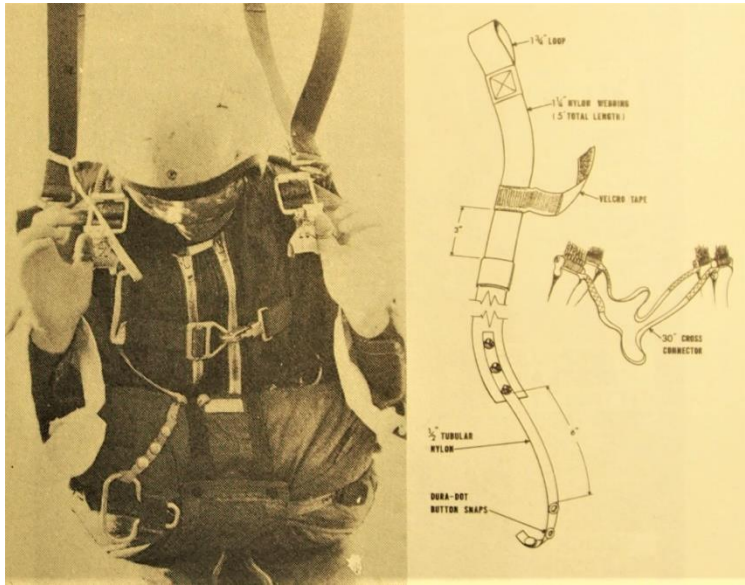 1¾" LOOP
1¼" NYLON WEBBING
(.5" TOTAL LENGTH)
VELCRO TAPE
3"
30" CROSS
CONNECTOR
6"
½" TUBULAR
NYLON
DURA-DOT
BUTTON SNAPS